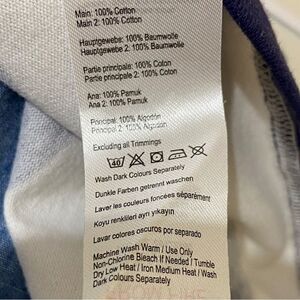 Main: 100% Cotton
Main 2: 100% Cotton
Hauptgewebe: 100% Baumwolle
Hauptgewebe 2: 100% Baumwolle
Partie principale: 100% Coton
Partie principale 2: 100% Coton
Ana: 100% Pamuk
Ana 2: 100% Pamuk
Principal: 100% Algodón
Principal 2: 100% Algodón
Excluding all Trimmings
40
Wash Dark Colours Separately
Dunkle Farben getrennt waschen
Laver les couleurs foncées séparément
Koyu renklileri ayrı yıkayın
Lavar colores oscuros por separado
Machine Wash Warm / Use Only
Non-Chlorine Bleach If Needed / Tumble
Dry Low Heat / Iron Medium Heat / Wash
Dark Colours Separately